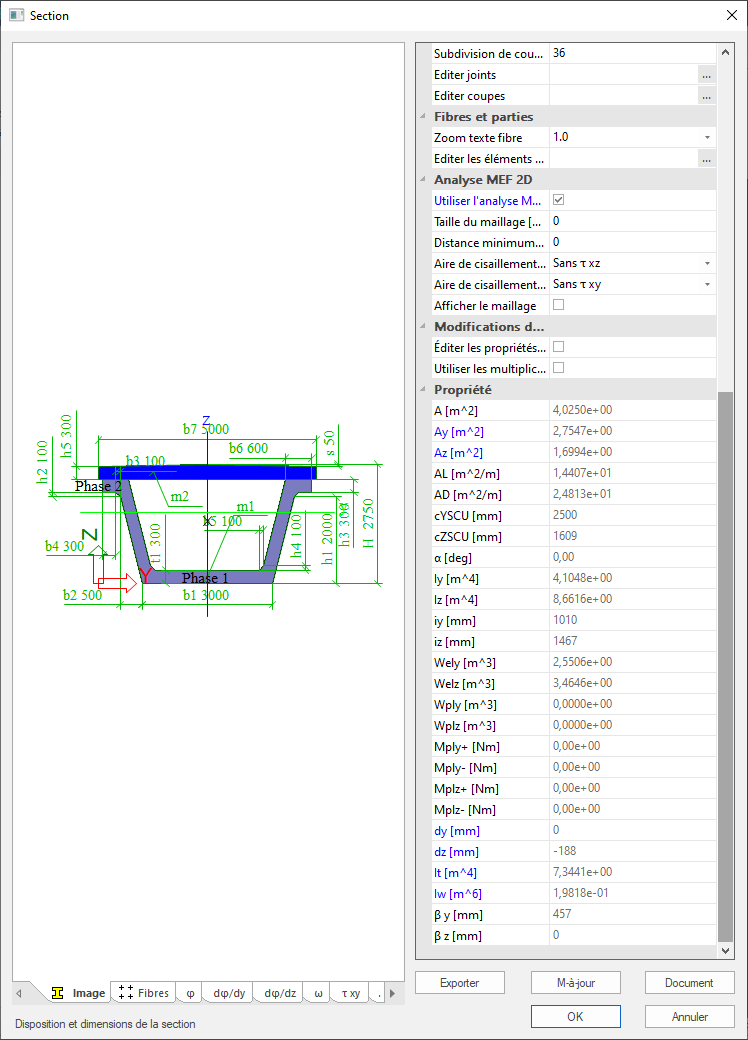 Section
Z
b7 5000
b6 600
s 50
h5 300
b3 100
h2 100
Phase 2
m2
m1
X
b5 100
Z
b4 300
t1 300
h4 100
h1 2000
h3 300
H 2750
Y
Phase 1
b2 500
b1 3000
Subdivision de cou... 36
Editer joints ...
Editer coupes ...
Fibres et parties
Zoom texte fibre 1.0
Editer les éléments ... ...
Analyse MEF 2D
Utiliser l'analyse M...
Taille du maillage [... 0
Distance minimum... 0
Aire de cisaillement... Sans τ xz
Aire de cisaillement... Sans τ xy
Afficher le maillage
Modifications d...
Éditer les propriétés...
Utiliser les multiplic...
Propriété
A [m^2] 4,0250e+00
Ay [m^2] 2,7547e+00
Az [m^2] 1,6994e+00
AL [m^2/m] 1,4407e+01
AD [m^2/m] 2,4813e+01
cYSCU [mm] 2500
cZSCU [mm] 1609
α [deg] 0,00
Iy [m^4] 4,1048e+00
Iz [m^4] 8,6616e+00
iy [mm] 1010
iz [mm] 1467
Wely [m^3] 2,5506e+00
Welz [m^3] 3,4646e+00
Wply [m^3] 0,0000e+00
Wplz [m^3] 0,0000e+00
Mply+ [Nm] 0,00e+00
Mply- [Nm] 0,00e+00
Mplz+ [Nm] 0,00e+00
Mplz- [Nm] 0,00e+00
dy [mm] 0
dz [mm] -188
It [m^4] 7,3441e+00
Iw [m^6] 1,9818e-01
β y [mm] 457
β z [mm] 0
Image Fibres φ dφ/dy dφ/dz ω τ xy .
Exporter M-à-jour Document
Disposition et dimensions de la section
OK Annuler